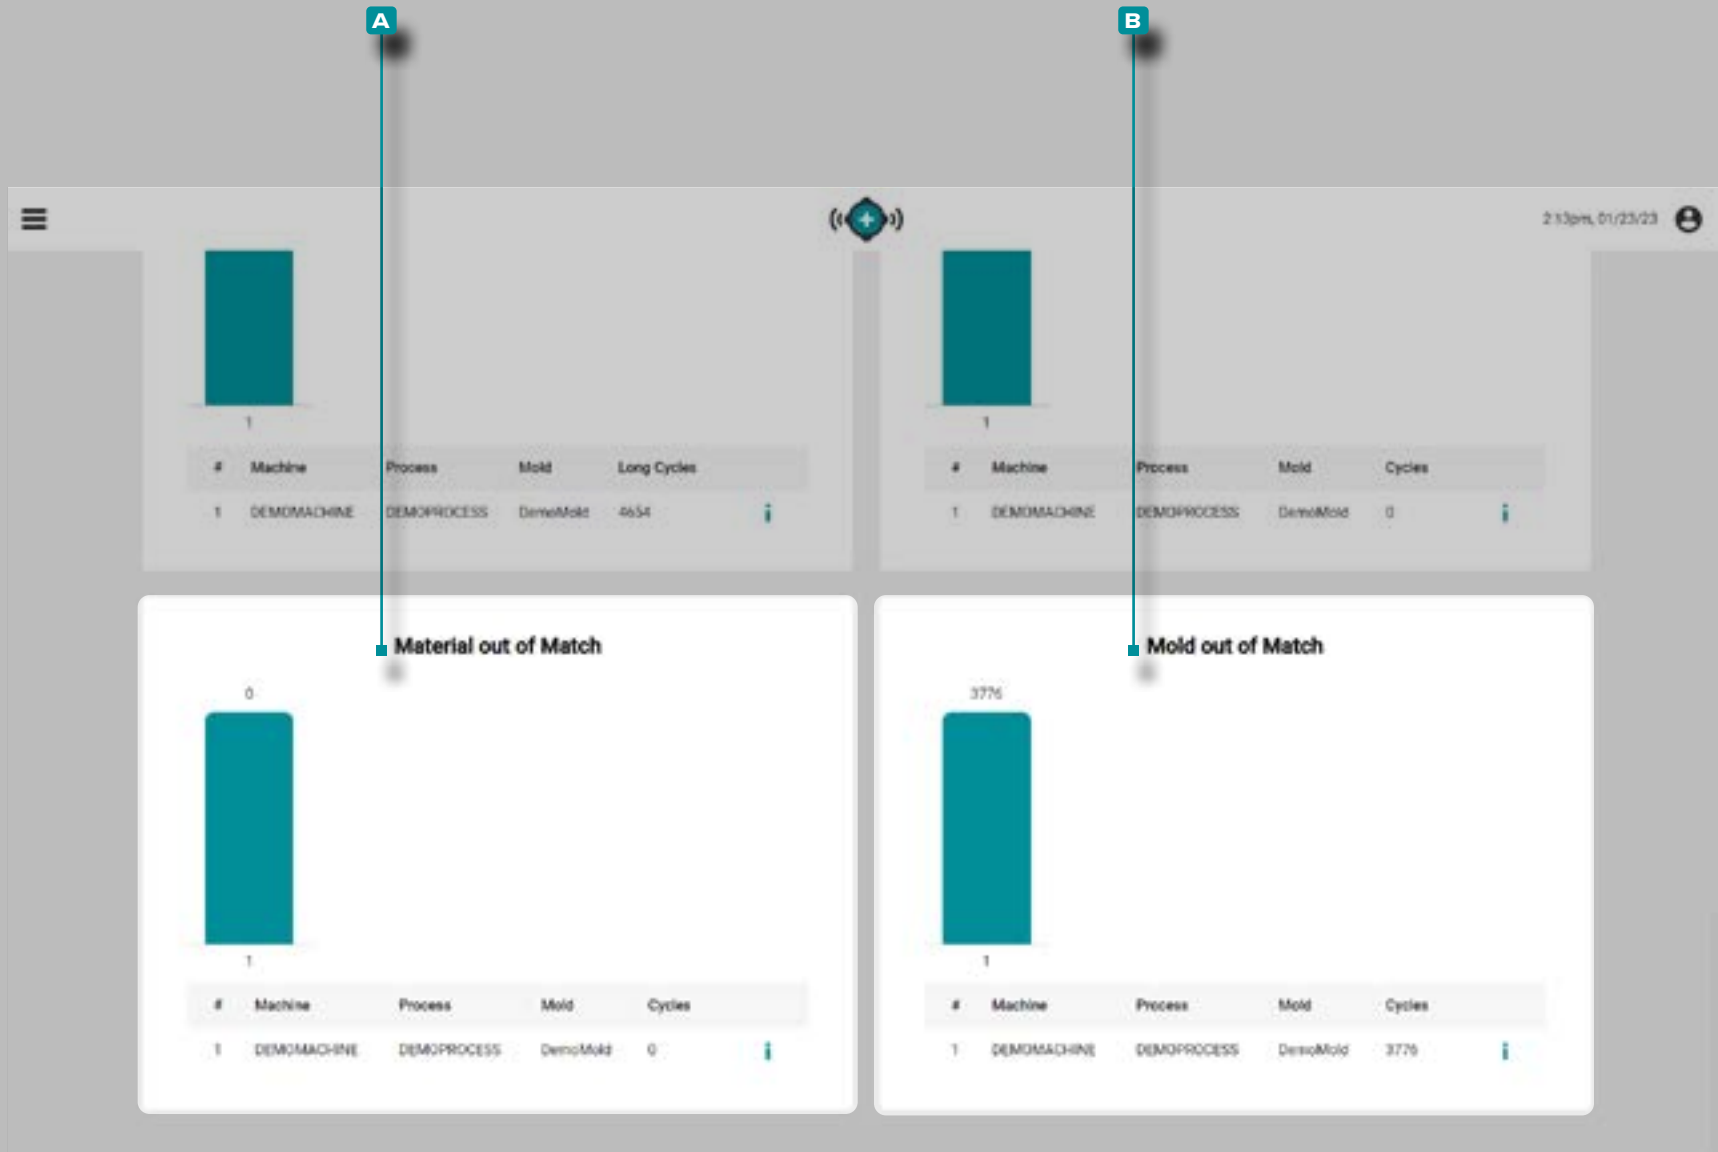 A B
2:13pm, 01/23/23
1
# Machine Process Mold Long Cycles
1 DEMOMACHINE DEMOPROCESS DemoMold 4654
1
# Machine Process Mold Cycles
1 DEMOMACHINE DEMOPROCESS DemoMold 0
Material out of Match
0
1
# Machine Process Mold Cycles
1 DEMOMACHINE DEMOPROCESS DemoMold 0
Mold out of Match
3776
1
# Machine Process Mold Cycles
1 DEMOMACHINE DEMOPROCESS DemoMold 3776